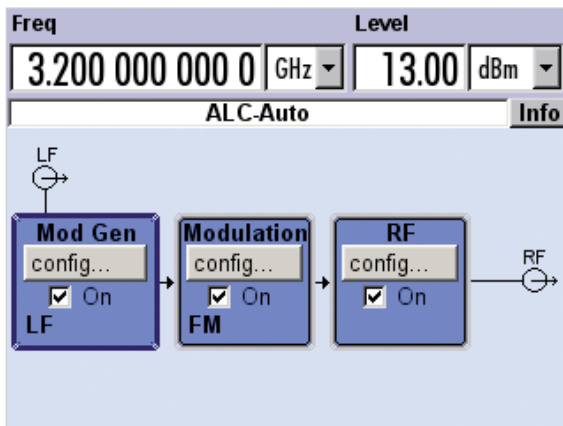 Freq Level
3.200 000 000 0 GHz 13.00 dBm
ALC-Auto Info
LF
Mod Gen Modulation RF
config... config... config... RF
On On On
LF FM